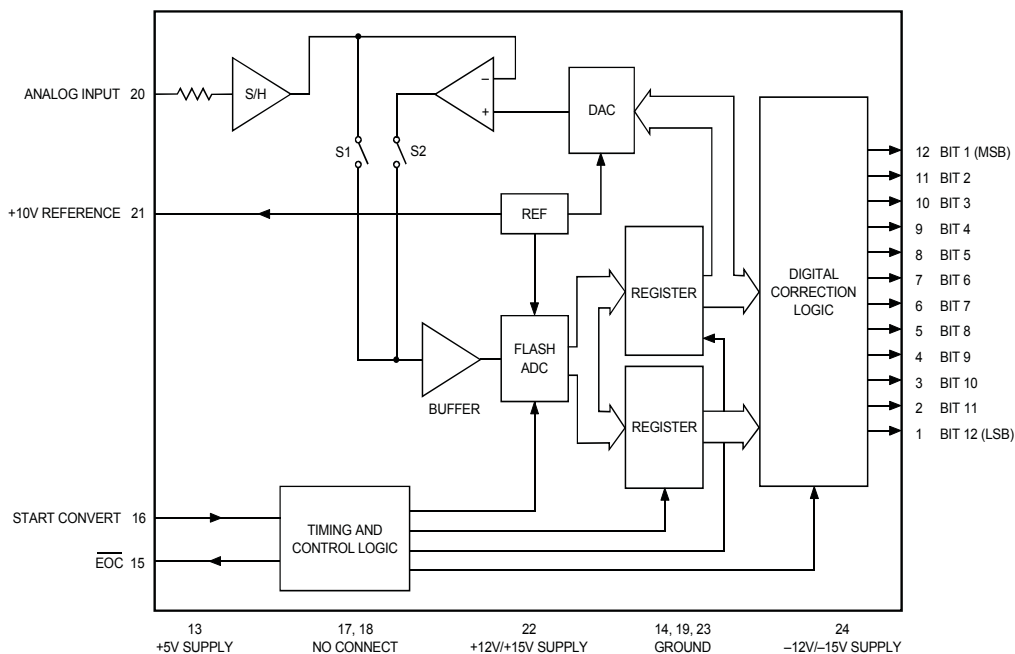 ANALOG INPUT 20
S/H
–
+
DAC
S1
S2
+10V REFERENCE 21
REF
12 BIT 1 (MSB)
11 BIT 2
10 BIT 3
9 BIT 4
8 BIT 5
7 BIT 6
6 BIT 7
5 BIT 8
4 BIT 9
3 BIT 10
2 BIT 11
1 BIT 12 (LSB)
DIGITAL
CORRECTION
LOGIC
REGISTER
FLASH
ADC
BUFFER
REGISTER
START CONVERT 16
TIMING AND
CONTROL LOGIC
EOC 15
13
+5V SUPPLY
17, 18
NO CONNECT
22
+12V/+15V SUPPLY
14, 19, 23
GROUND
24
–12V/–15V SUPPLY